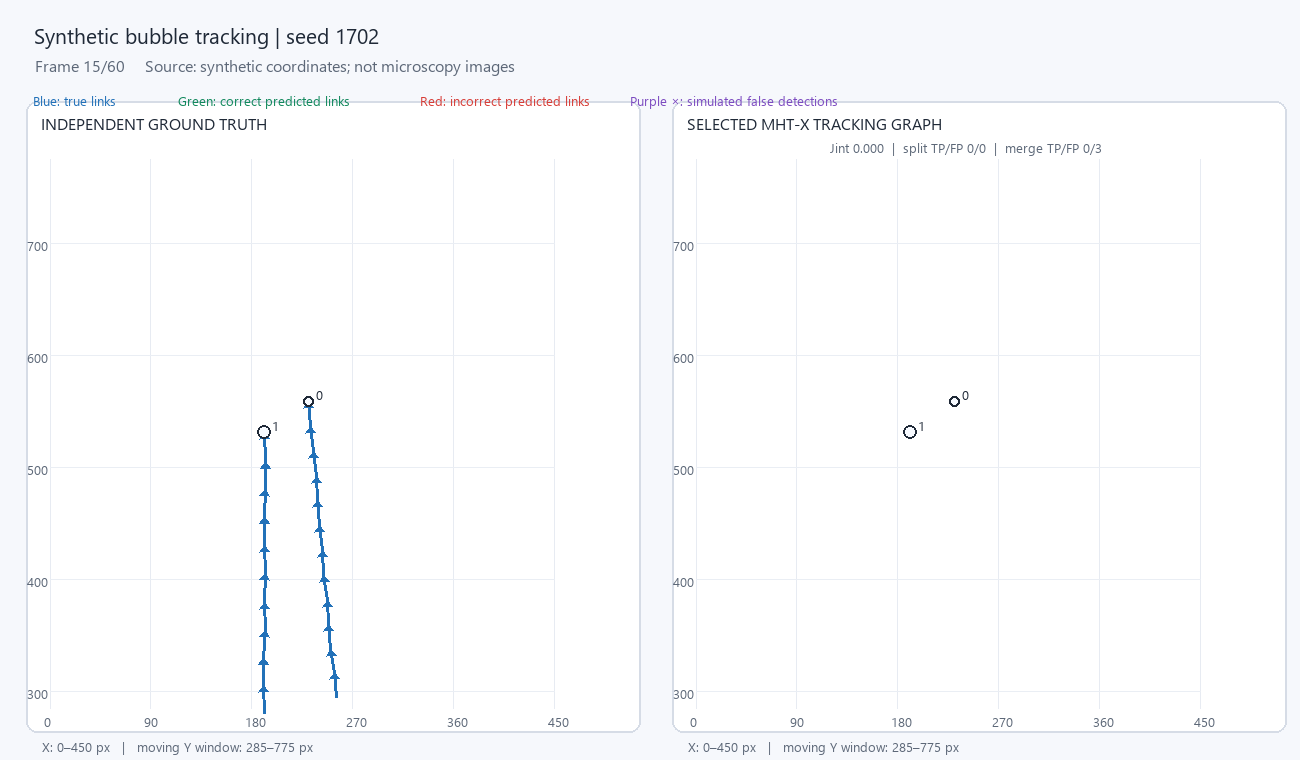 Synthetic bubble tracking | seed 1702
Frame 15/60 Source: synthetic coordinates; not microscopy images
Blue: true links Green: correct predicted links Red: incorrect predicted links Purple ×: simulated false detections
INDEPENDENT GROUND TRUTH
700
600
500
400
300
0
1
0 90 180 270 360 450
X: 0–450 px | moving Y window: 285–775 px
SELECTED MHT-X TRACKING GRAPH
Jint 0.000 | split TP/FP 0/0 | merge TP/FP 0/3
700
600
500
400
300
0
1
0 90 180 270 360 450
X: 0–450 px | moving Y window: 285–775 px